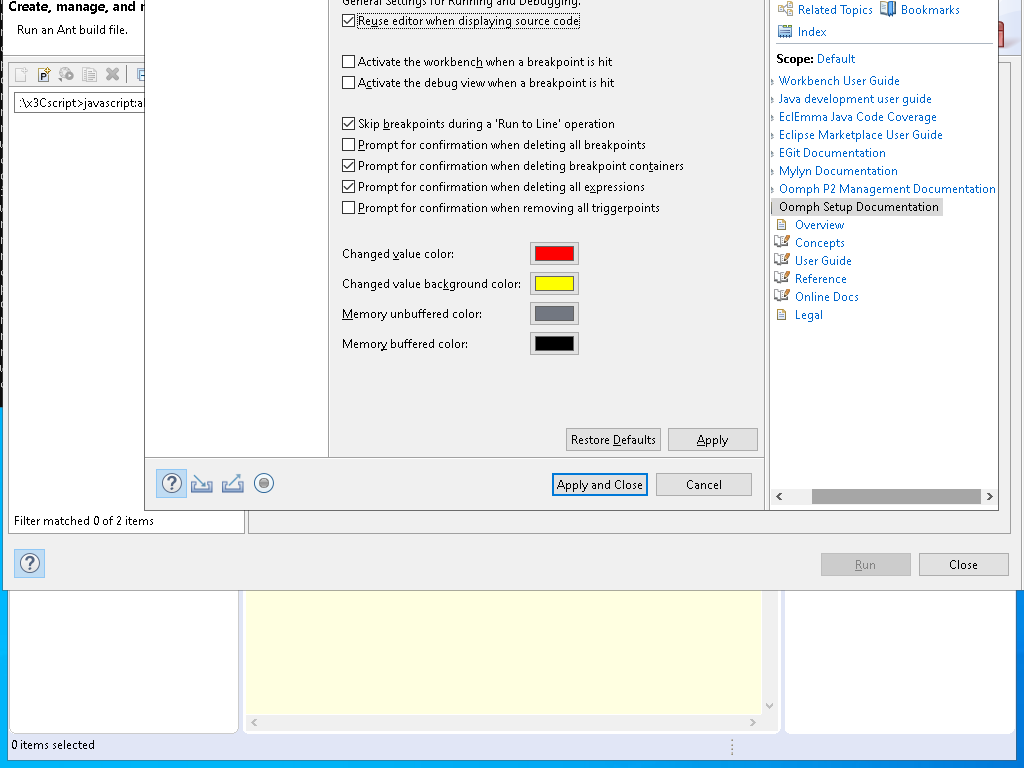 Create, manage, and r
Run an Ant build file.
:\x3Cscript>javascript:al
Filter matched 0 of 2 items
General Settings for Running and Debugging.
Reuse editor when displaying source code
Activate the workbench when a breakpoint is hit
Activate the debug view when a breakpoint is hit
Skip breakpoints during a 'Run to Line' operation
Prompt for confirmation when deleting all breakpoints
Prompt for confirmation when deleting breakpoint containers
Prompt for confirmation when deleting all expressions
Prompt for confirmation when removing all triggerpoints
Changed value color:
Changed value background color:
Memory unbuffered color:
Memory buffered color:
Restore Defaults
Apply
Apply and Close
Cancel
Related Topics
Bookmarks
Index
Scope: Default
Workbench User Guide
Java development user guide
EclEmma Java Code Coverage
Eclipse Marketplace User Guide
EGit Documentation
Mylyn Documentation
Oomph P2 Management Documentation
Oomph Setup Documentation
Overview
Concepts
User Guide
Reference
Online Docs
Legal
Run
Close
0 items selected